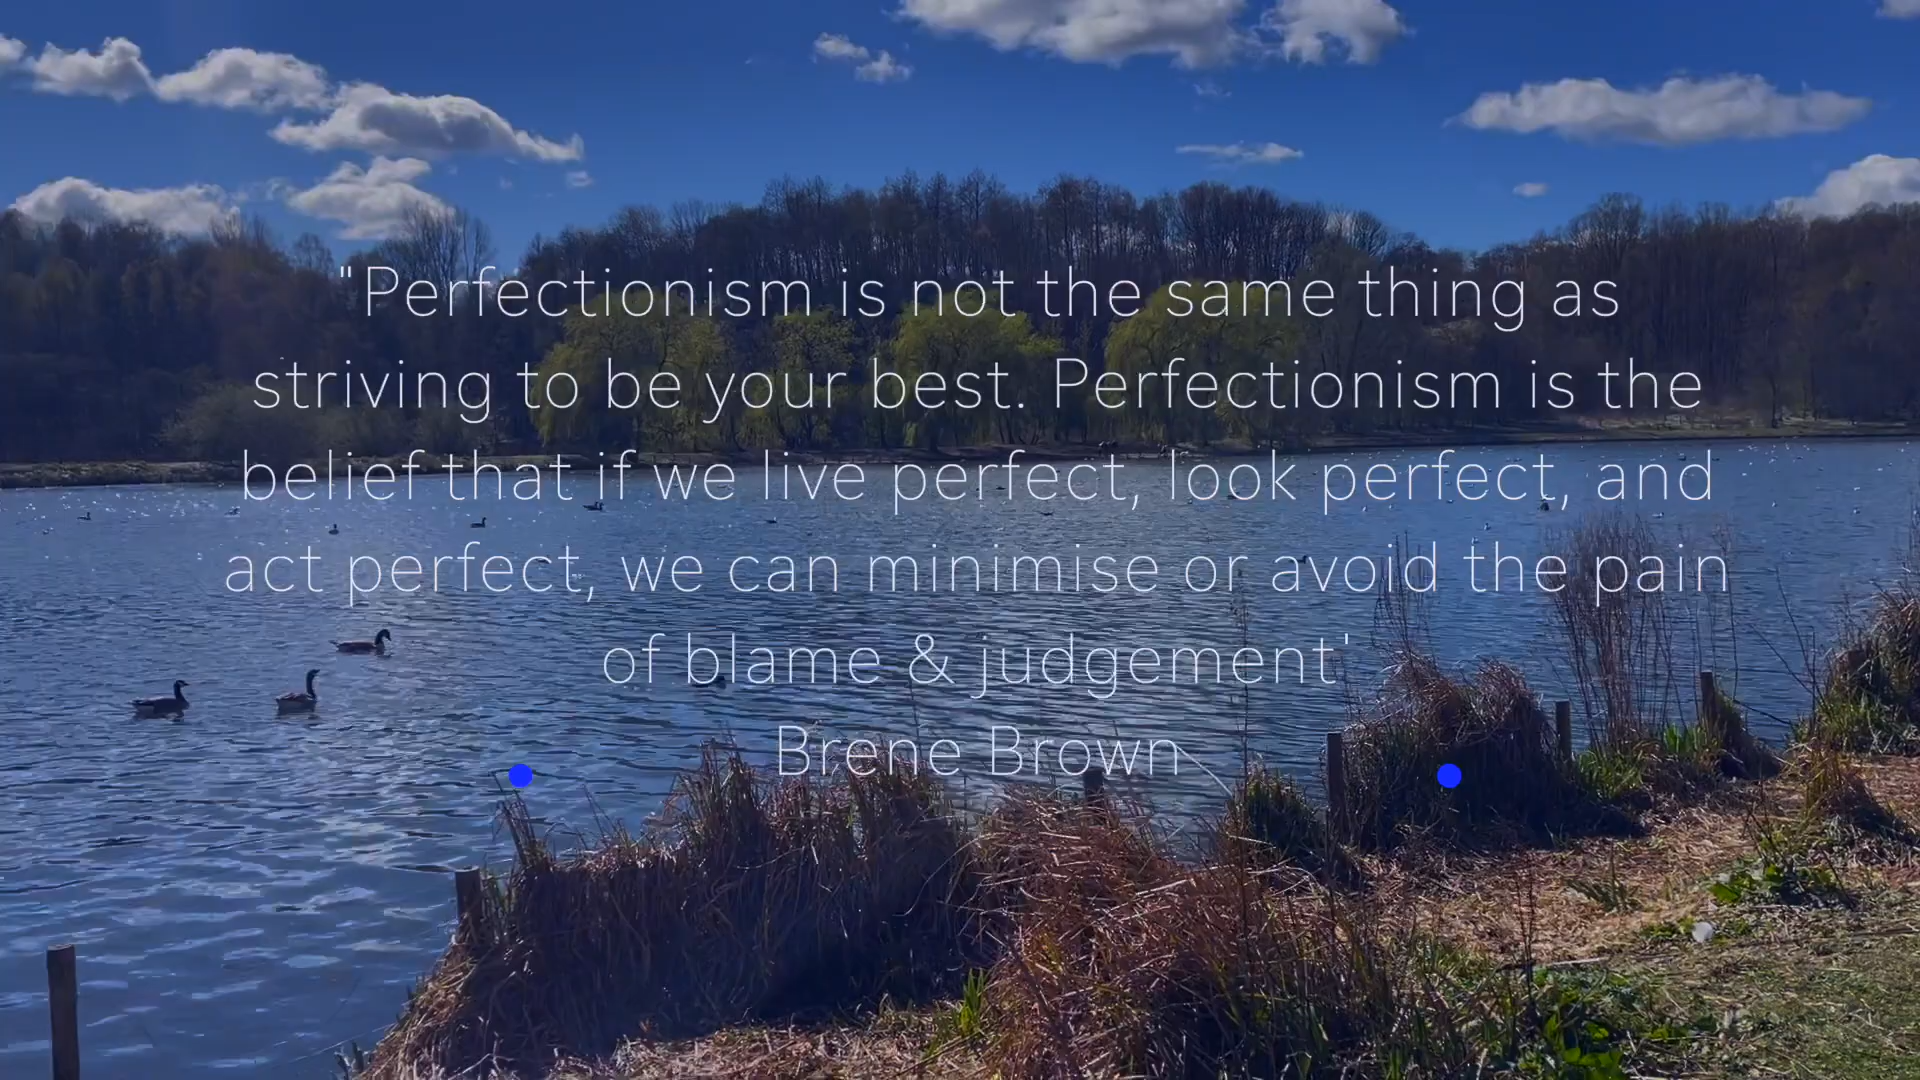 "Perfectionism is not the same thing as
striving to be your best. Perfectionism is the
belief that if we live perfect, look perfect, and
act perfect, we can minimise or avoid the pain
of blame & judgement'
Brene Brown